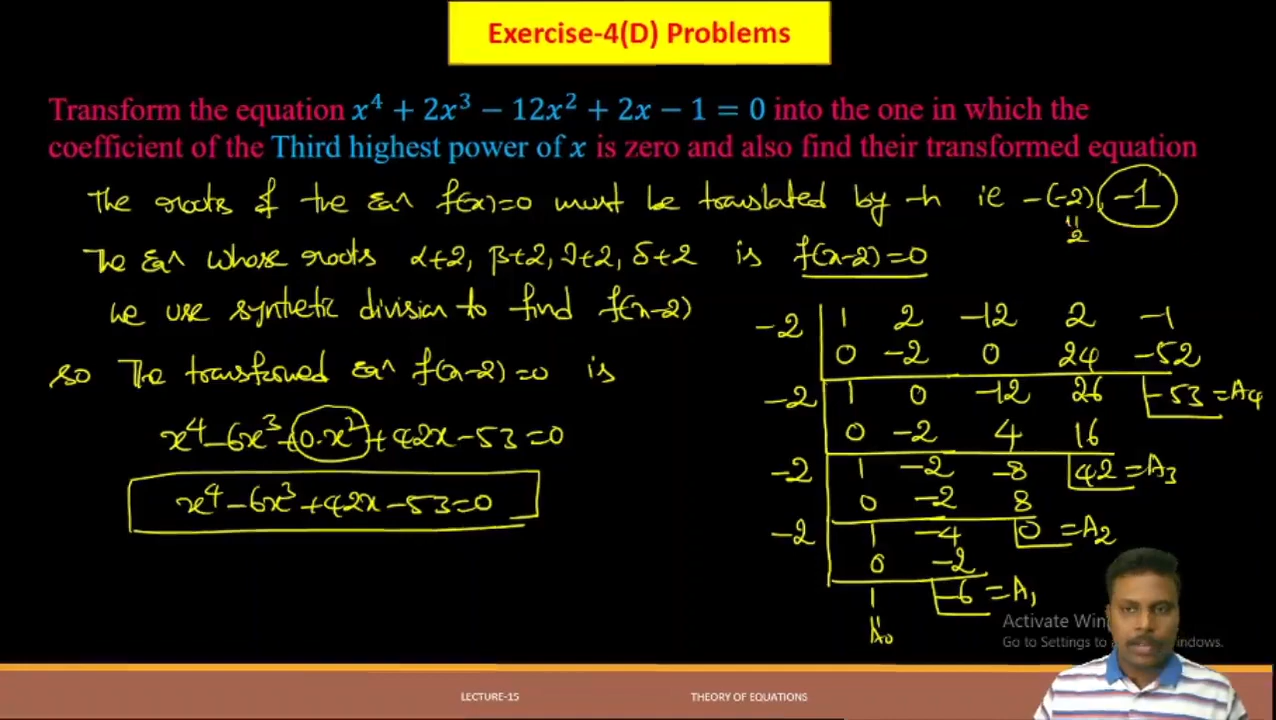 Exercise-4(D) Problems
Transform the equation x⁴ + 2x³ − 12x² + 2x − 1 = 0 into the one in which the
coefficient of the Third highest power of x is zero and also find their transformed equation
The roots of the Eqn f(x)=0 must be translated by -h ie -(-2), -1
"
2
The Eqn whose roots α+2, β+2, γ+2, δ+2 is f(x-2)=0
We use synthetic division to find f(x-2)
so The transformed Eqn f(x-2)=0 is
x⁴-6x³+0·x²+42x-53=0
x⁴-6x³+42x-53=0
-2 | 1 2 -12 2 -1
0 -2 0 24 -52
-2 | 1 0 -12 26 |-53 = A₄
0 -2 4 16
-2 | 1 -2 -8 |42 = A₃
0 -2 8
-2 | 1 -4 |0 = A₂
0 -2
1 |-6 = A₁
"
A₀
Activate Win
Go to Settings to a indows.
LECTURE-15 THEORY OF EQUATIONS